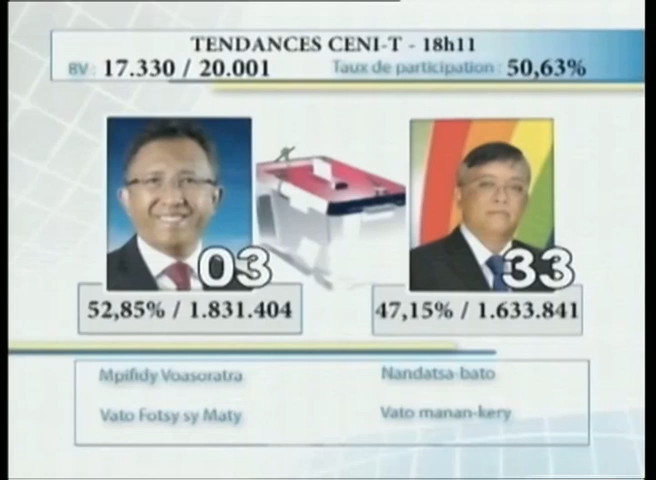 TENDANCES CENI-T - 18h11
BV : 17.330 / 20.001 Taux de participation : 50,63%
03 33
52,85% / 1.831.404 47,15% / 1.633.841
Mpifidy Voasoratra Nandatsa-bato
Vato Fotsy sy Maty Vato manan-kery